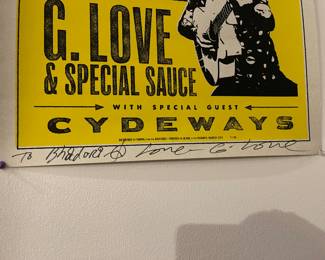 G. LOVE
& SPECIAL SAUCE
WITH SPECIAL GUEST
CYDEWAYS
TO Love G. Love